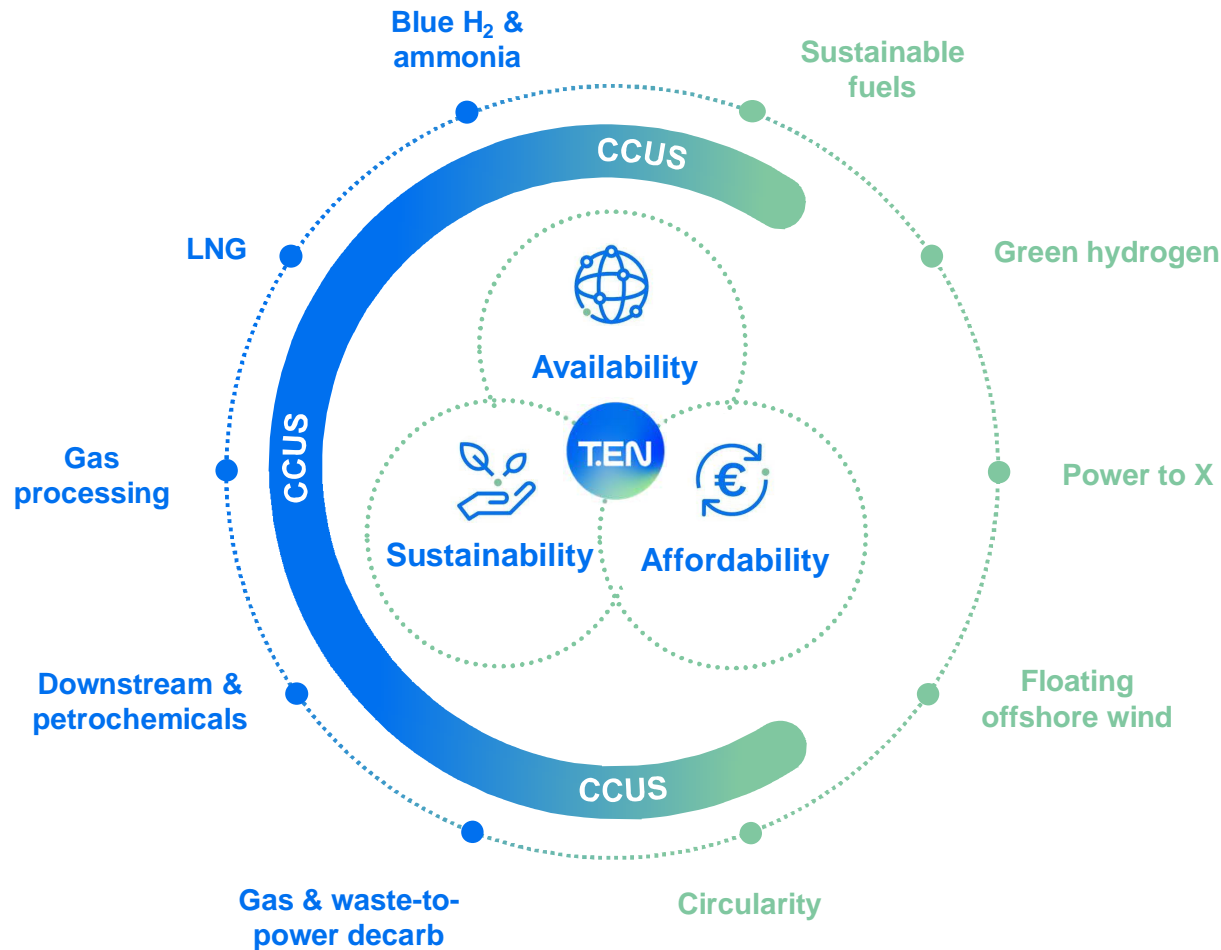 Blue H₂ &
ammonia
Sustainable
fuels
CCUS
LNG
Green hydrogen
Availability
CCUS
T.EN
€
Gas
processing
Power to X
Sustainability
Affordability
Downstream &
petrochemicals
Floating
offshore wind
CCUS
Gas & waste-to-
power decarb
Circularity